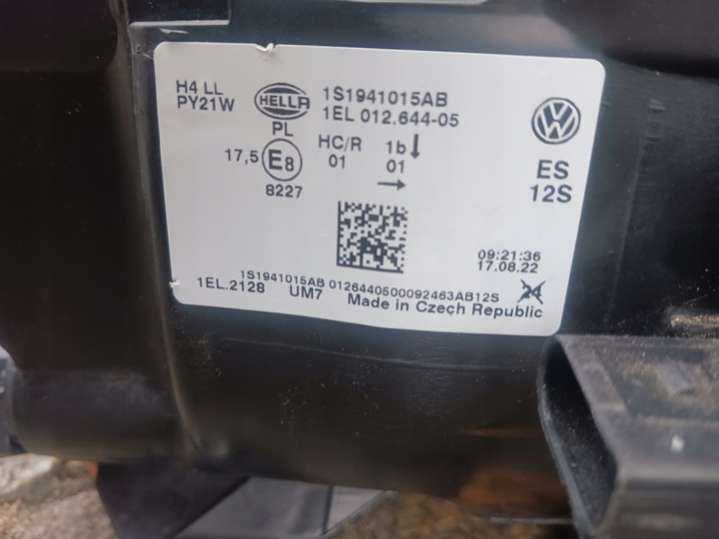 H4 LL
PY21W
HELLA
1S1941015AB
1EL 012.644-05
PL
HC/R 1b↓
17,5 E8 01 01
8227 →
ES
12S
09:21:36
17.08.22
1S1941015AB 0126440500092463AB12S
1EL.2128 UM7 Made in Czech Republic